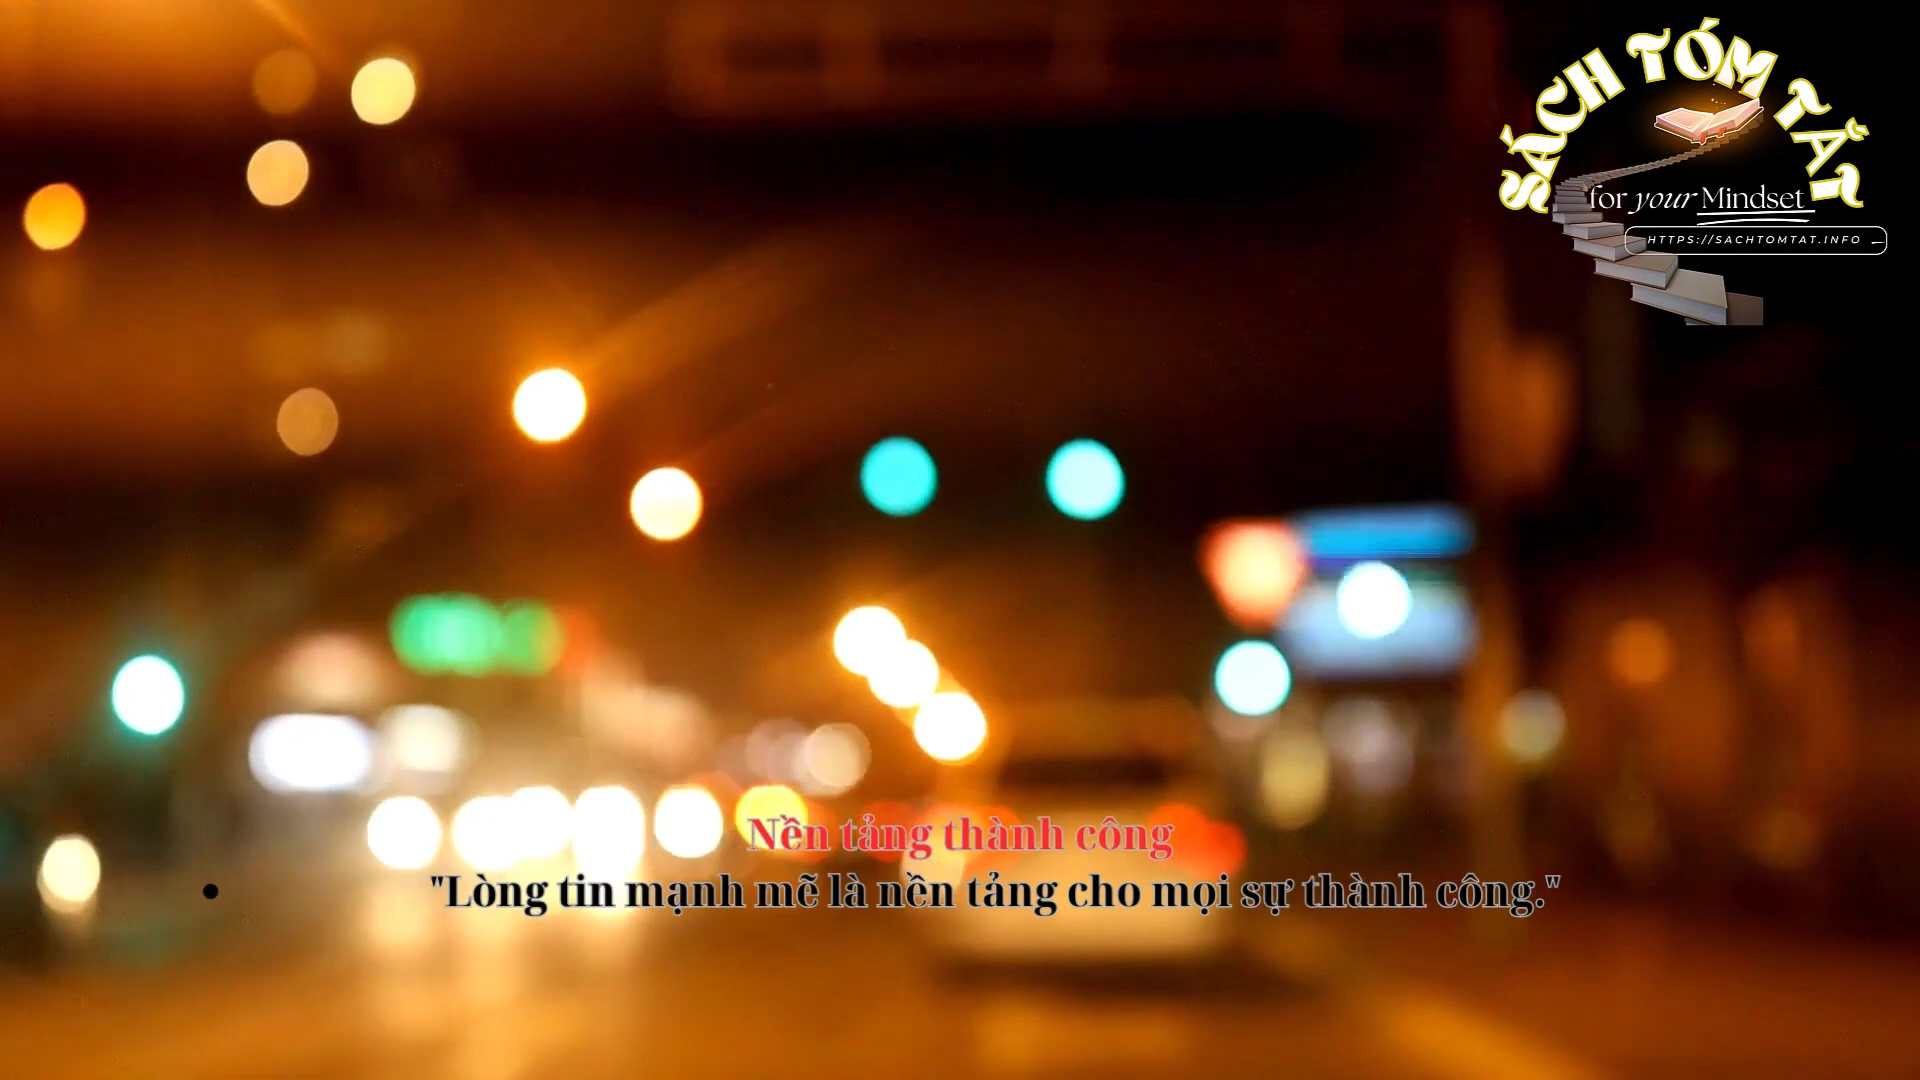 SÁCH TÓM TẮT
for your Mindset
HTTPS://SACHTOMTAT.INFO
Nền tảng thành công
• "Lòng tin mạnh mẽ là nền tảng cho mọi sự thành công."